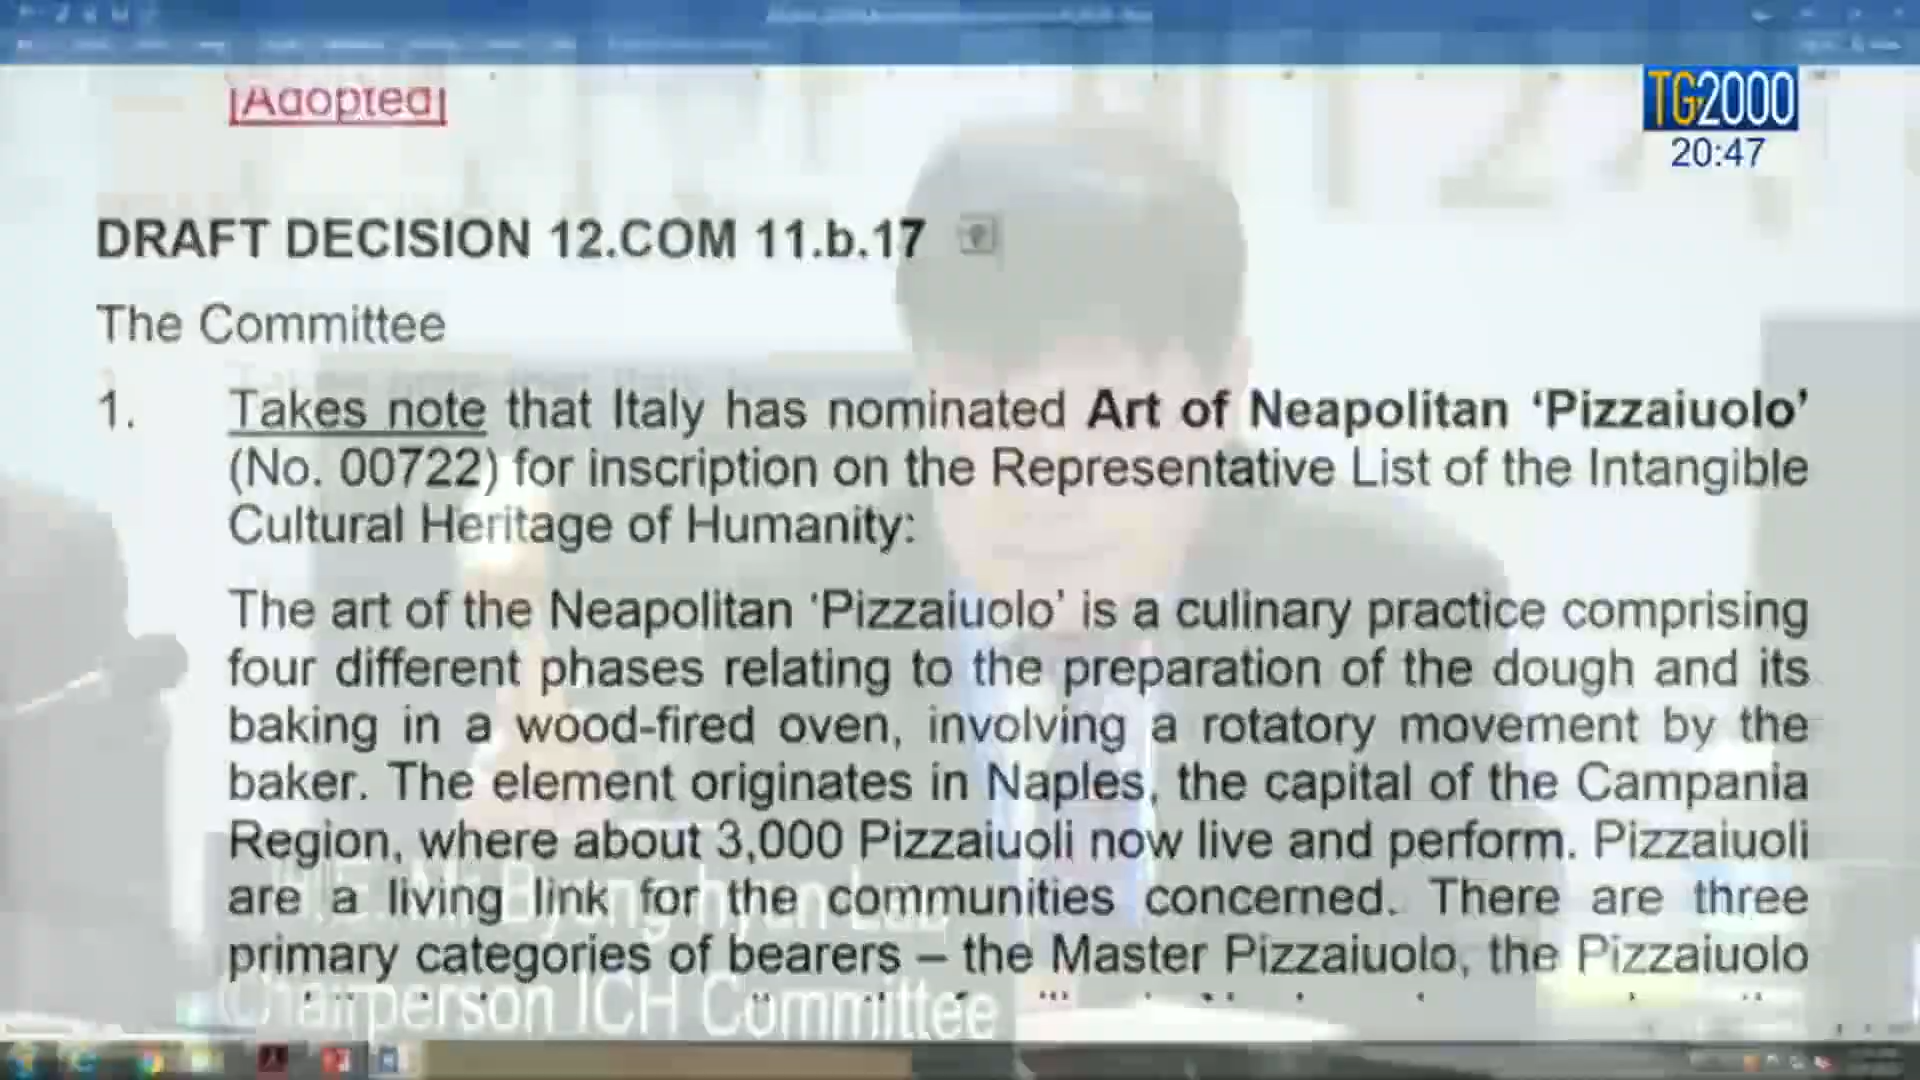 [Adopted]
TG2000
20:47
DRAFT DECISION 12.COM 11.b.17
The Committee
1. Takes note that Italy has nominated Art of Neapolitan ‘Pizzaiuolo’
(No. 00722) for inscription on the Representative List of the Intangible
Cultural Heritage of Humanity:
The art of the Neapolitan ‘Pizzaiuolo’ is a culinary practice comprising
four different phases relating to the preparation of the dough and its
baking in a wood-fired oven, involving a rotatory movement by the
baker. The element originates in Naples, the capital of the Campania
Region, where about 3,000 Pizzaiuoli now live and perform. Pizzaiuoli
are a living link for the communities concerned. There are three
primary categories of bearers – the Master Pizzaiuolo, the Pizzaiuolo
H.E. Mr Byong-hyun
Chairperson ICH Committee